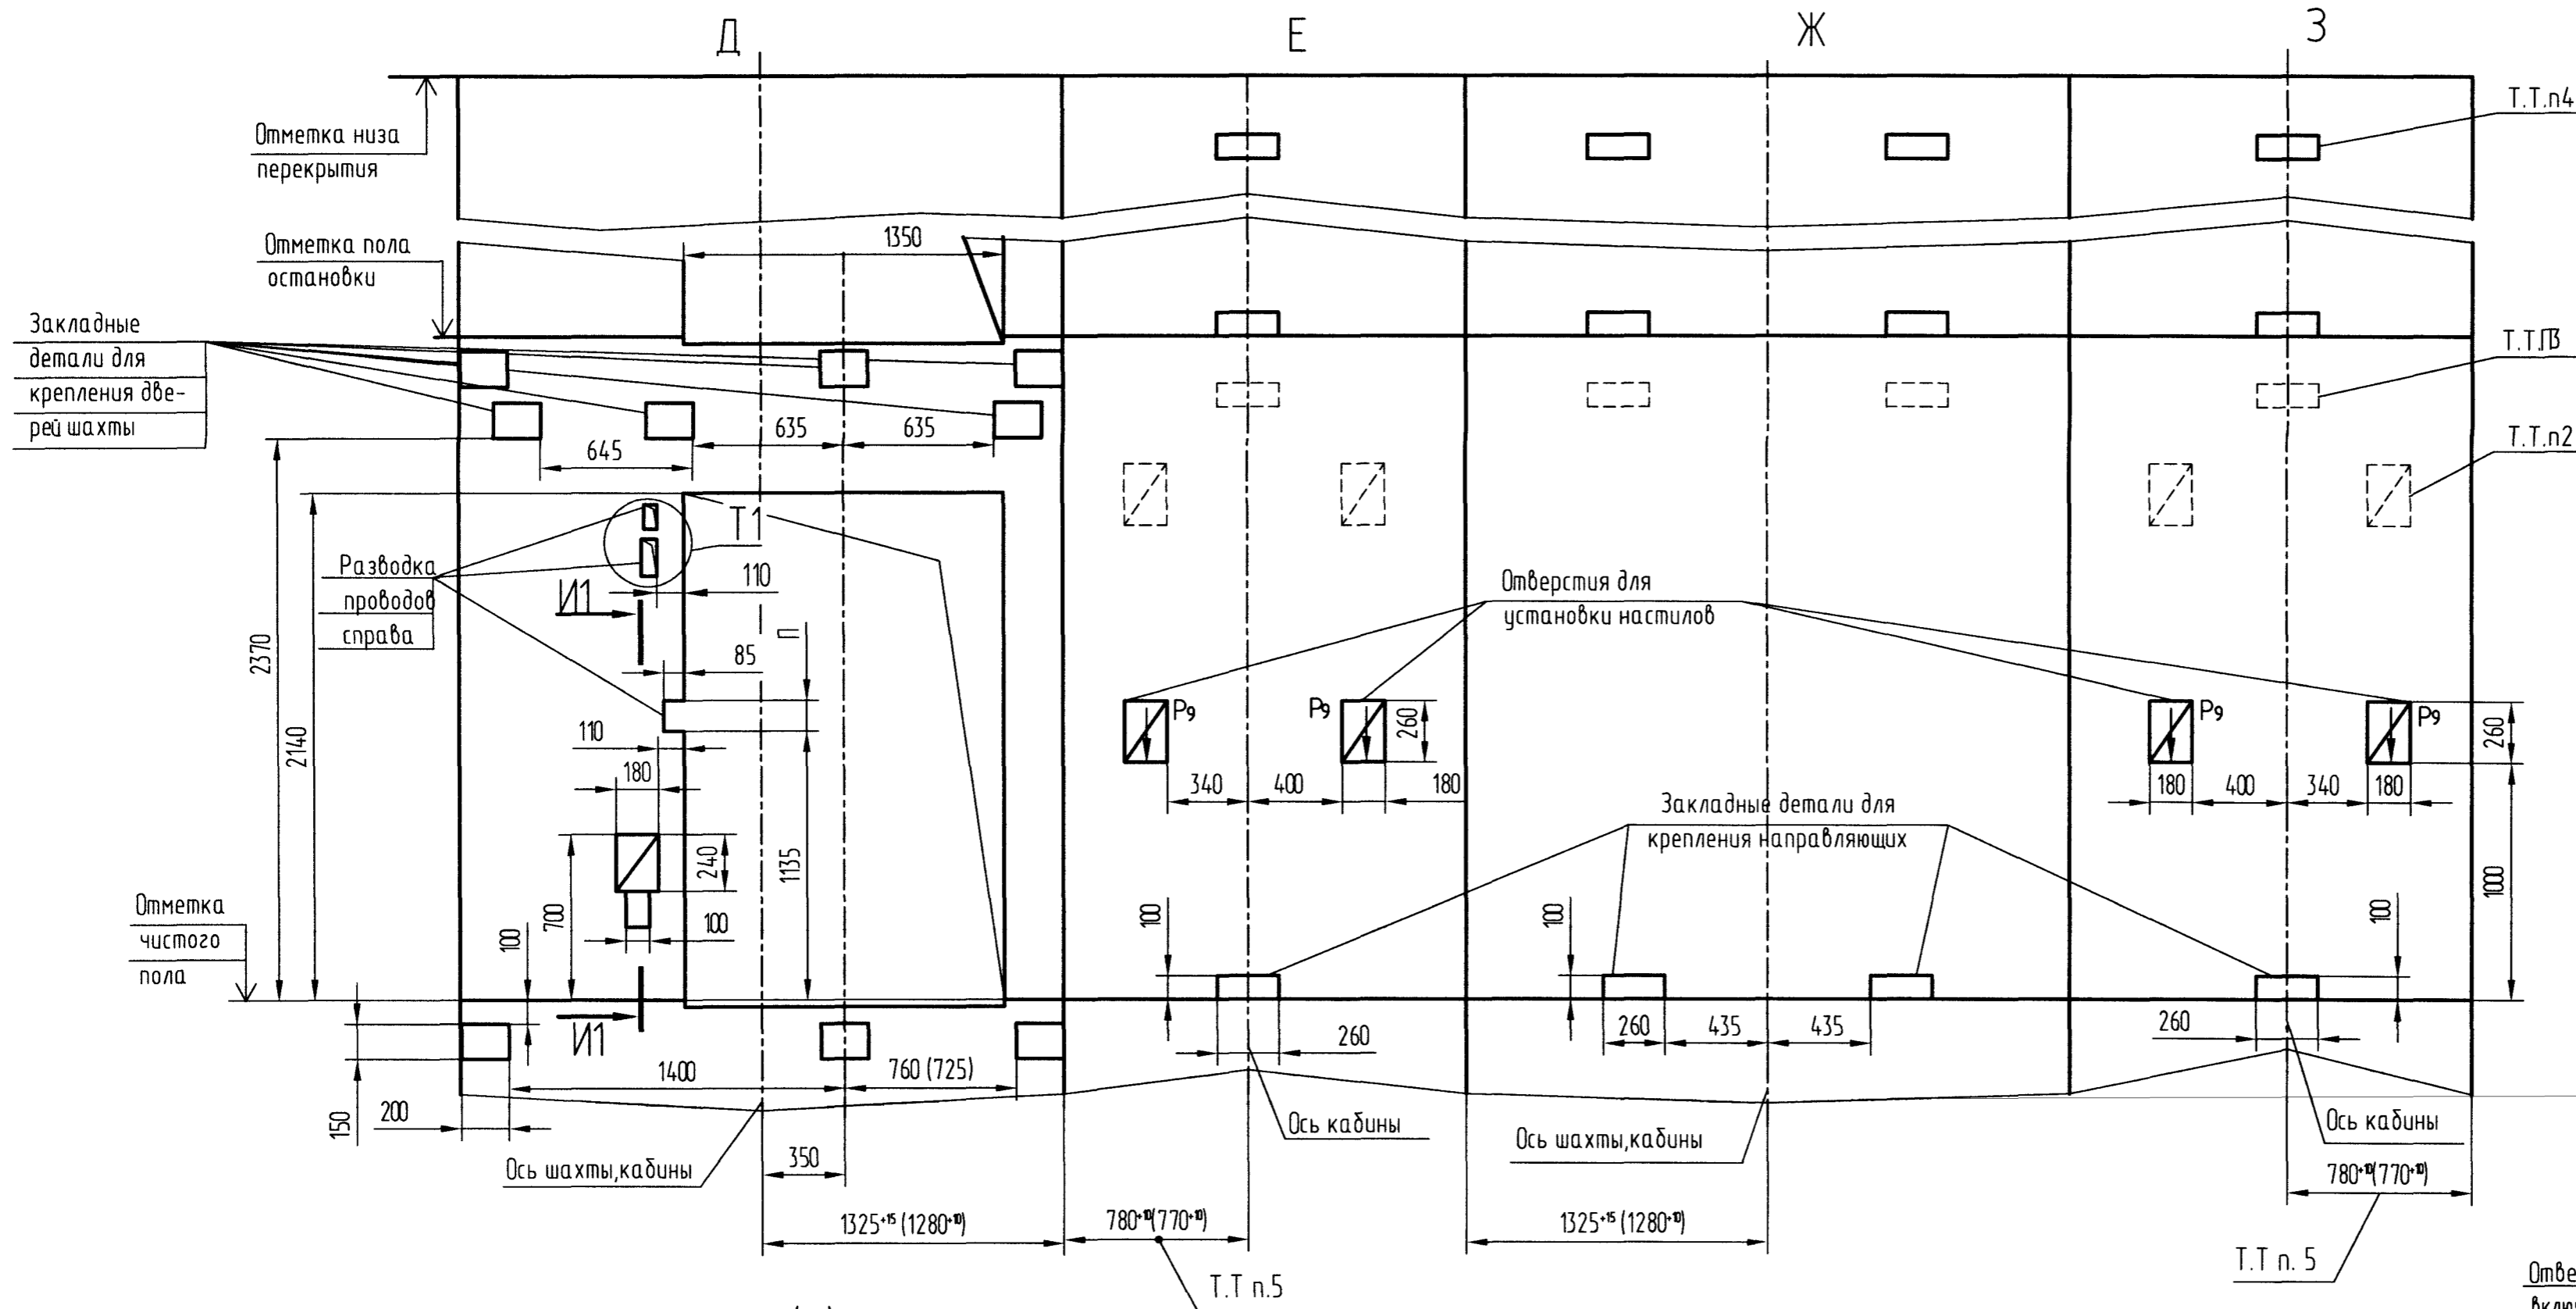 Д
Е
Ж
З
Отметка низа
перекрытия
Т.Т.п4
Отметка пола
остановки
1350
Закладные
детали для
крепления две-
рей шахты
Т.Т.П3
Т.Т.п2
645
635
635
Т1
Разводка
проводов
справа
110
И1
П
85
2370
2140
110
180
240
1135
700
100
Отверстия для
установки настилов
Р9
Р9
260
340
400
180
Р9
Р9
260
180
400
340
180
1000
Закладные детали для
крепления направляющих
Отметка
чистого
пола
100
100
100
100
И1
1400
760 (725)
150
200
260
260
435
435
260
Ось кабины
Ось шахты,кабины
Ось кабины
Ось шахты,кабины
350
1325+15 (1280+10)
780+10(770+10)
1325+15 (1280+10)
780+10(770+10)
Т.Т п.5
Т.Т п. 5